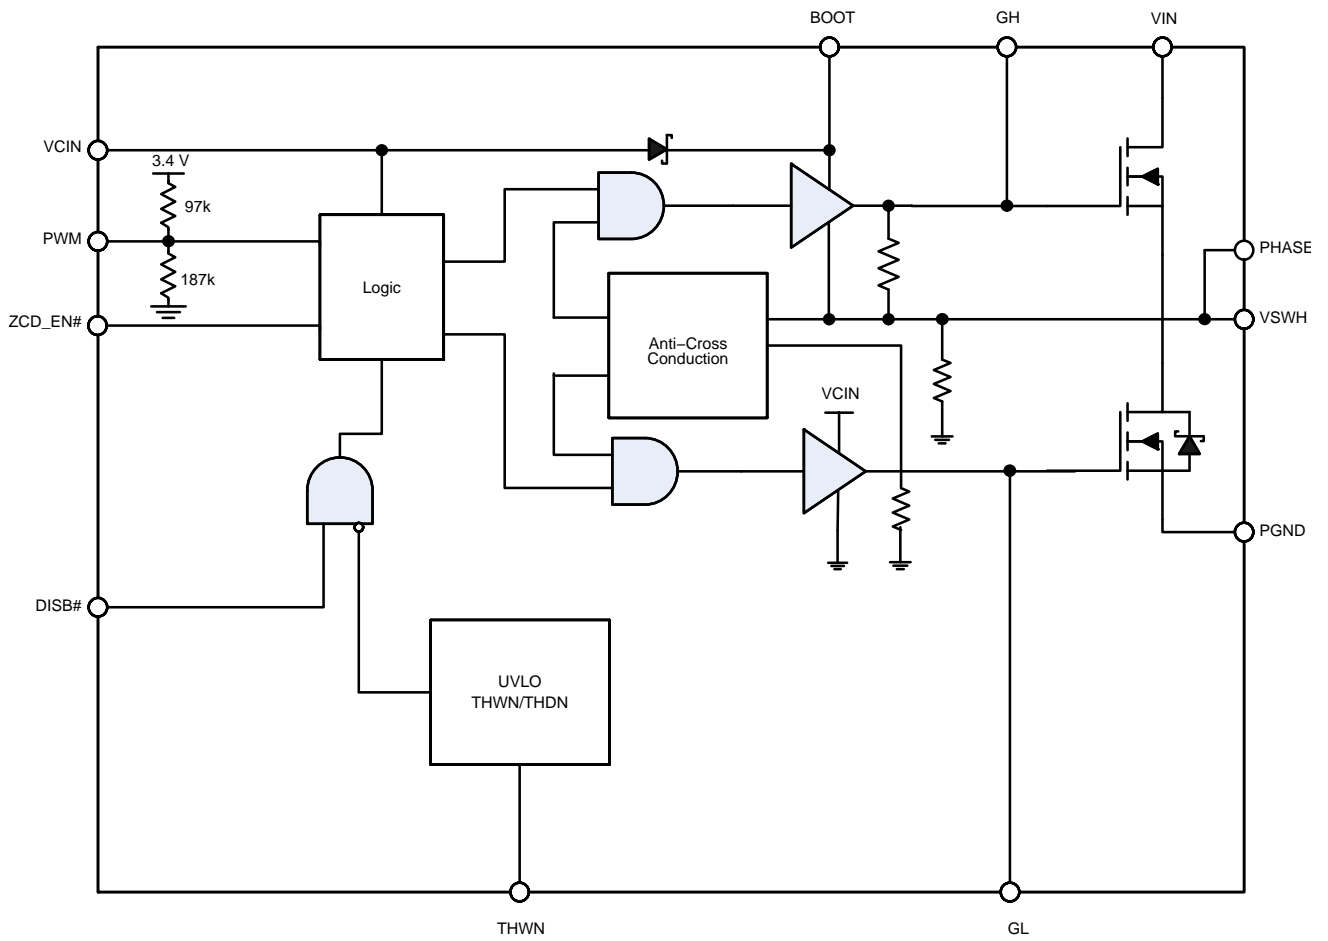 BOOT
GH
VIN
VCIN
3.4 V
97k
PWM
187k
ZCD_EN#
Logic
Anti−Cross
Conduction
PHASE
VSWH
VCIN
PGND
DISB#
UVLO
THWN/THDN
THWN
GL